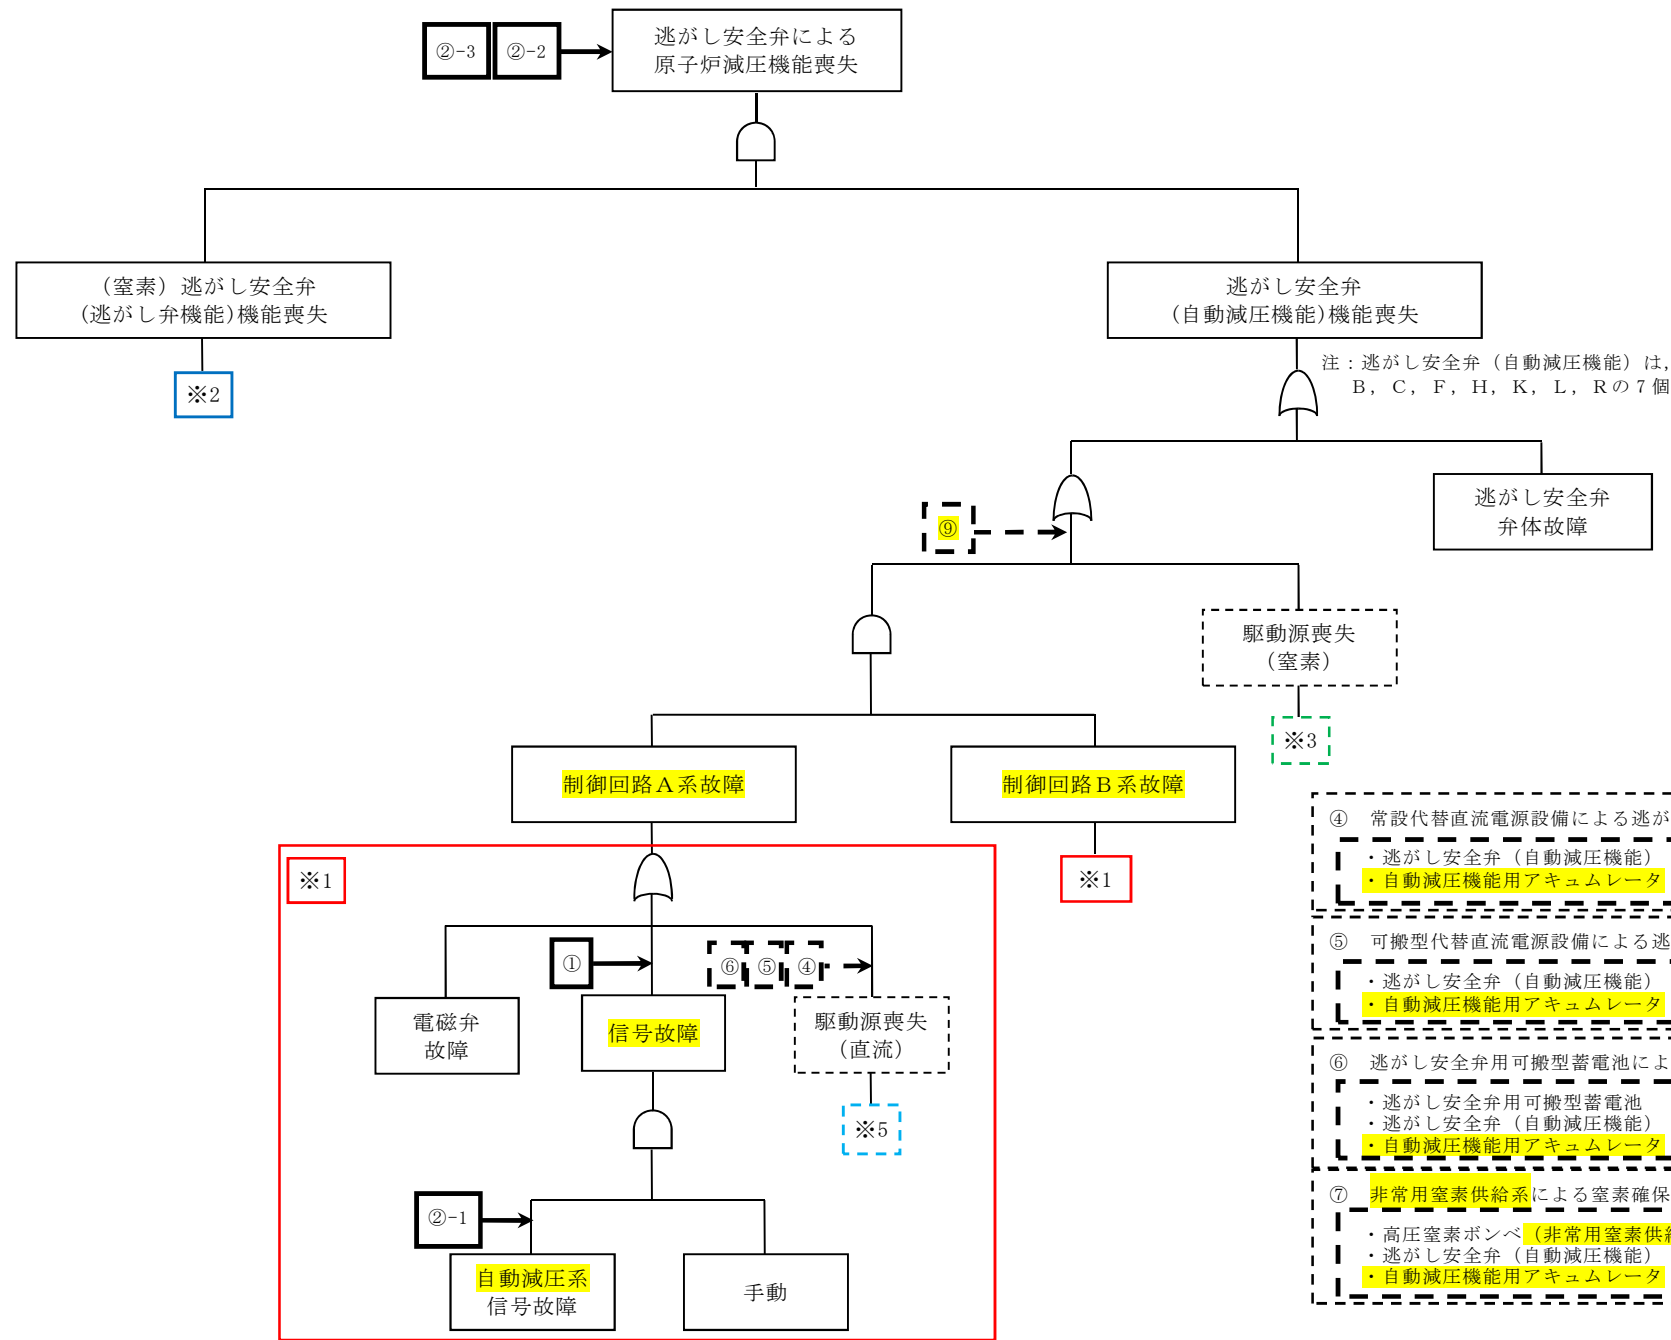 ②-3
②-2
逃がし安全弁による
原子炉減圧機能喪失
（窒素）逃がし安全弁
(逃がし弁機能)機能喪失
※2
逃がし安全弁
(自動減圧機能)機能喪失
注：逃がし安全弁（自動減圧機能）は，
Ｂ，Ｃ，Ｆ，Ｈ，Ｋ，Ｌ，Ｒの７個
逃がし安全弁
弁体故障
⑨
駆動源喪失
（窒素）
※3
制御回路Ａ系故障
制御回路Ｂ系故障
※1
※1
①
⑥
⑤
④
電磁弁
故障
信号故障
駆動源喪失
（直流）
※5
②-1
自動減圧系
信号故障
手動
④　常設代替直流電源設備による逃が
・逃がし安全弁（自動減圧機能）
・自動減圧機能用アキュムレータ
⑤　可搬型代替直流電源設備による逃
・逃がし安全弁（自動減圧機能）
・自動減圧機能用アキュムレータ
⑥　逃がし安全弁用可搬型蓄電池によ
・逃がし安全弁用可搬型蓄電池
・逃がし安全弁（自動減圧機能）
・自動減圧機能用アキュムレータ
⑦　非常用窒素供給系による窒素確保
・高圧窒素ボンベ（非常用窒素供給
・逃がし安全弁（自動減圧機能）
・自動減圧機能用アキュムレータ